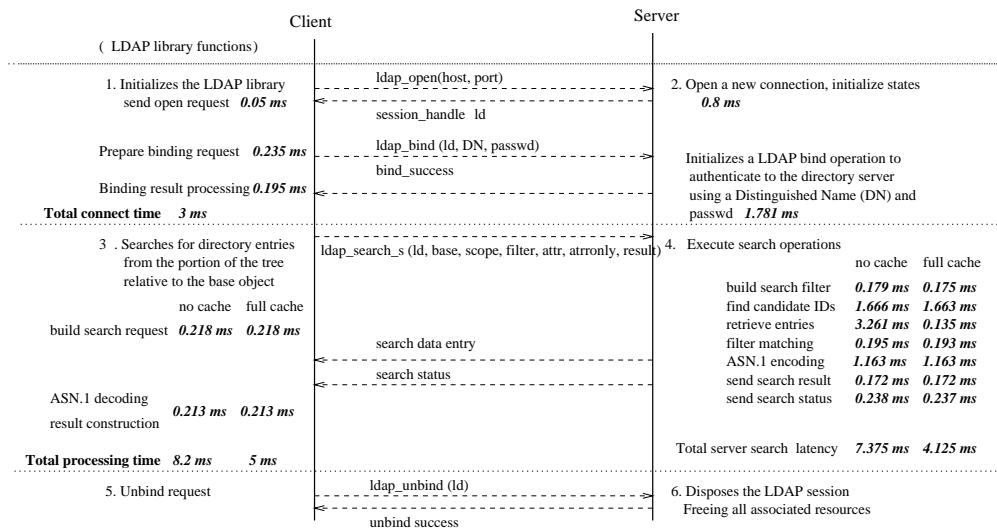 Client Server
( LDAP library functions)
1. Initializes the LDAP library
send open request 0.05 ms
ldap_open(host, port)
session_handle ld
2. Open a new connection, initialize states
0.8 ms
Prepare binding request 0.235 ms
ldap_bind (ld, DN, passwd)
bind_success
Binding result processing 0.195 ms
Initializes a LDAP bind operation to
authenticate to the directory server
using a Distinguished Name (DN) and
passwd 1.781 ms
Total connect time 3 ms
3 . Searches for directory entries
from the portion of the tree
relative to the base object
ldap_search_s (ld, base, scope, filter, attr, atrronly, result)
4. Execute search operations
no cache full cache
build search request 0.218 ms 0.218 ms
no cache full cache
build search filter 0.179 ms 0.175 ms
find candidate IDs 1.666 ms 1.663 ms
retrieve entries 3.261 ms 0.135 ms
filter matching 0.195 ms 0.193 ms
ASN.1 encoding 1.163 ms 1.163 ms
send search result 0.172 ms 0.172 ms
send search status 0.238 ms 0.237 ms
search data entry
search status
ASN.1 decoding
0.213 ms 0.213 ms
result construction
Total server search latency 7.375 ms 4.125 ms
Total processing time 8.2 ms 5 ms
5. Unbind request
ldap_unbind (ld)
unbind success
6. Disposes the LDAP session
Freeing all associated resources